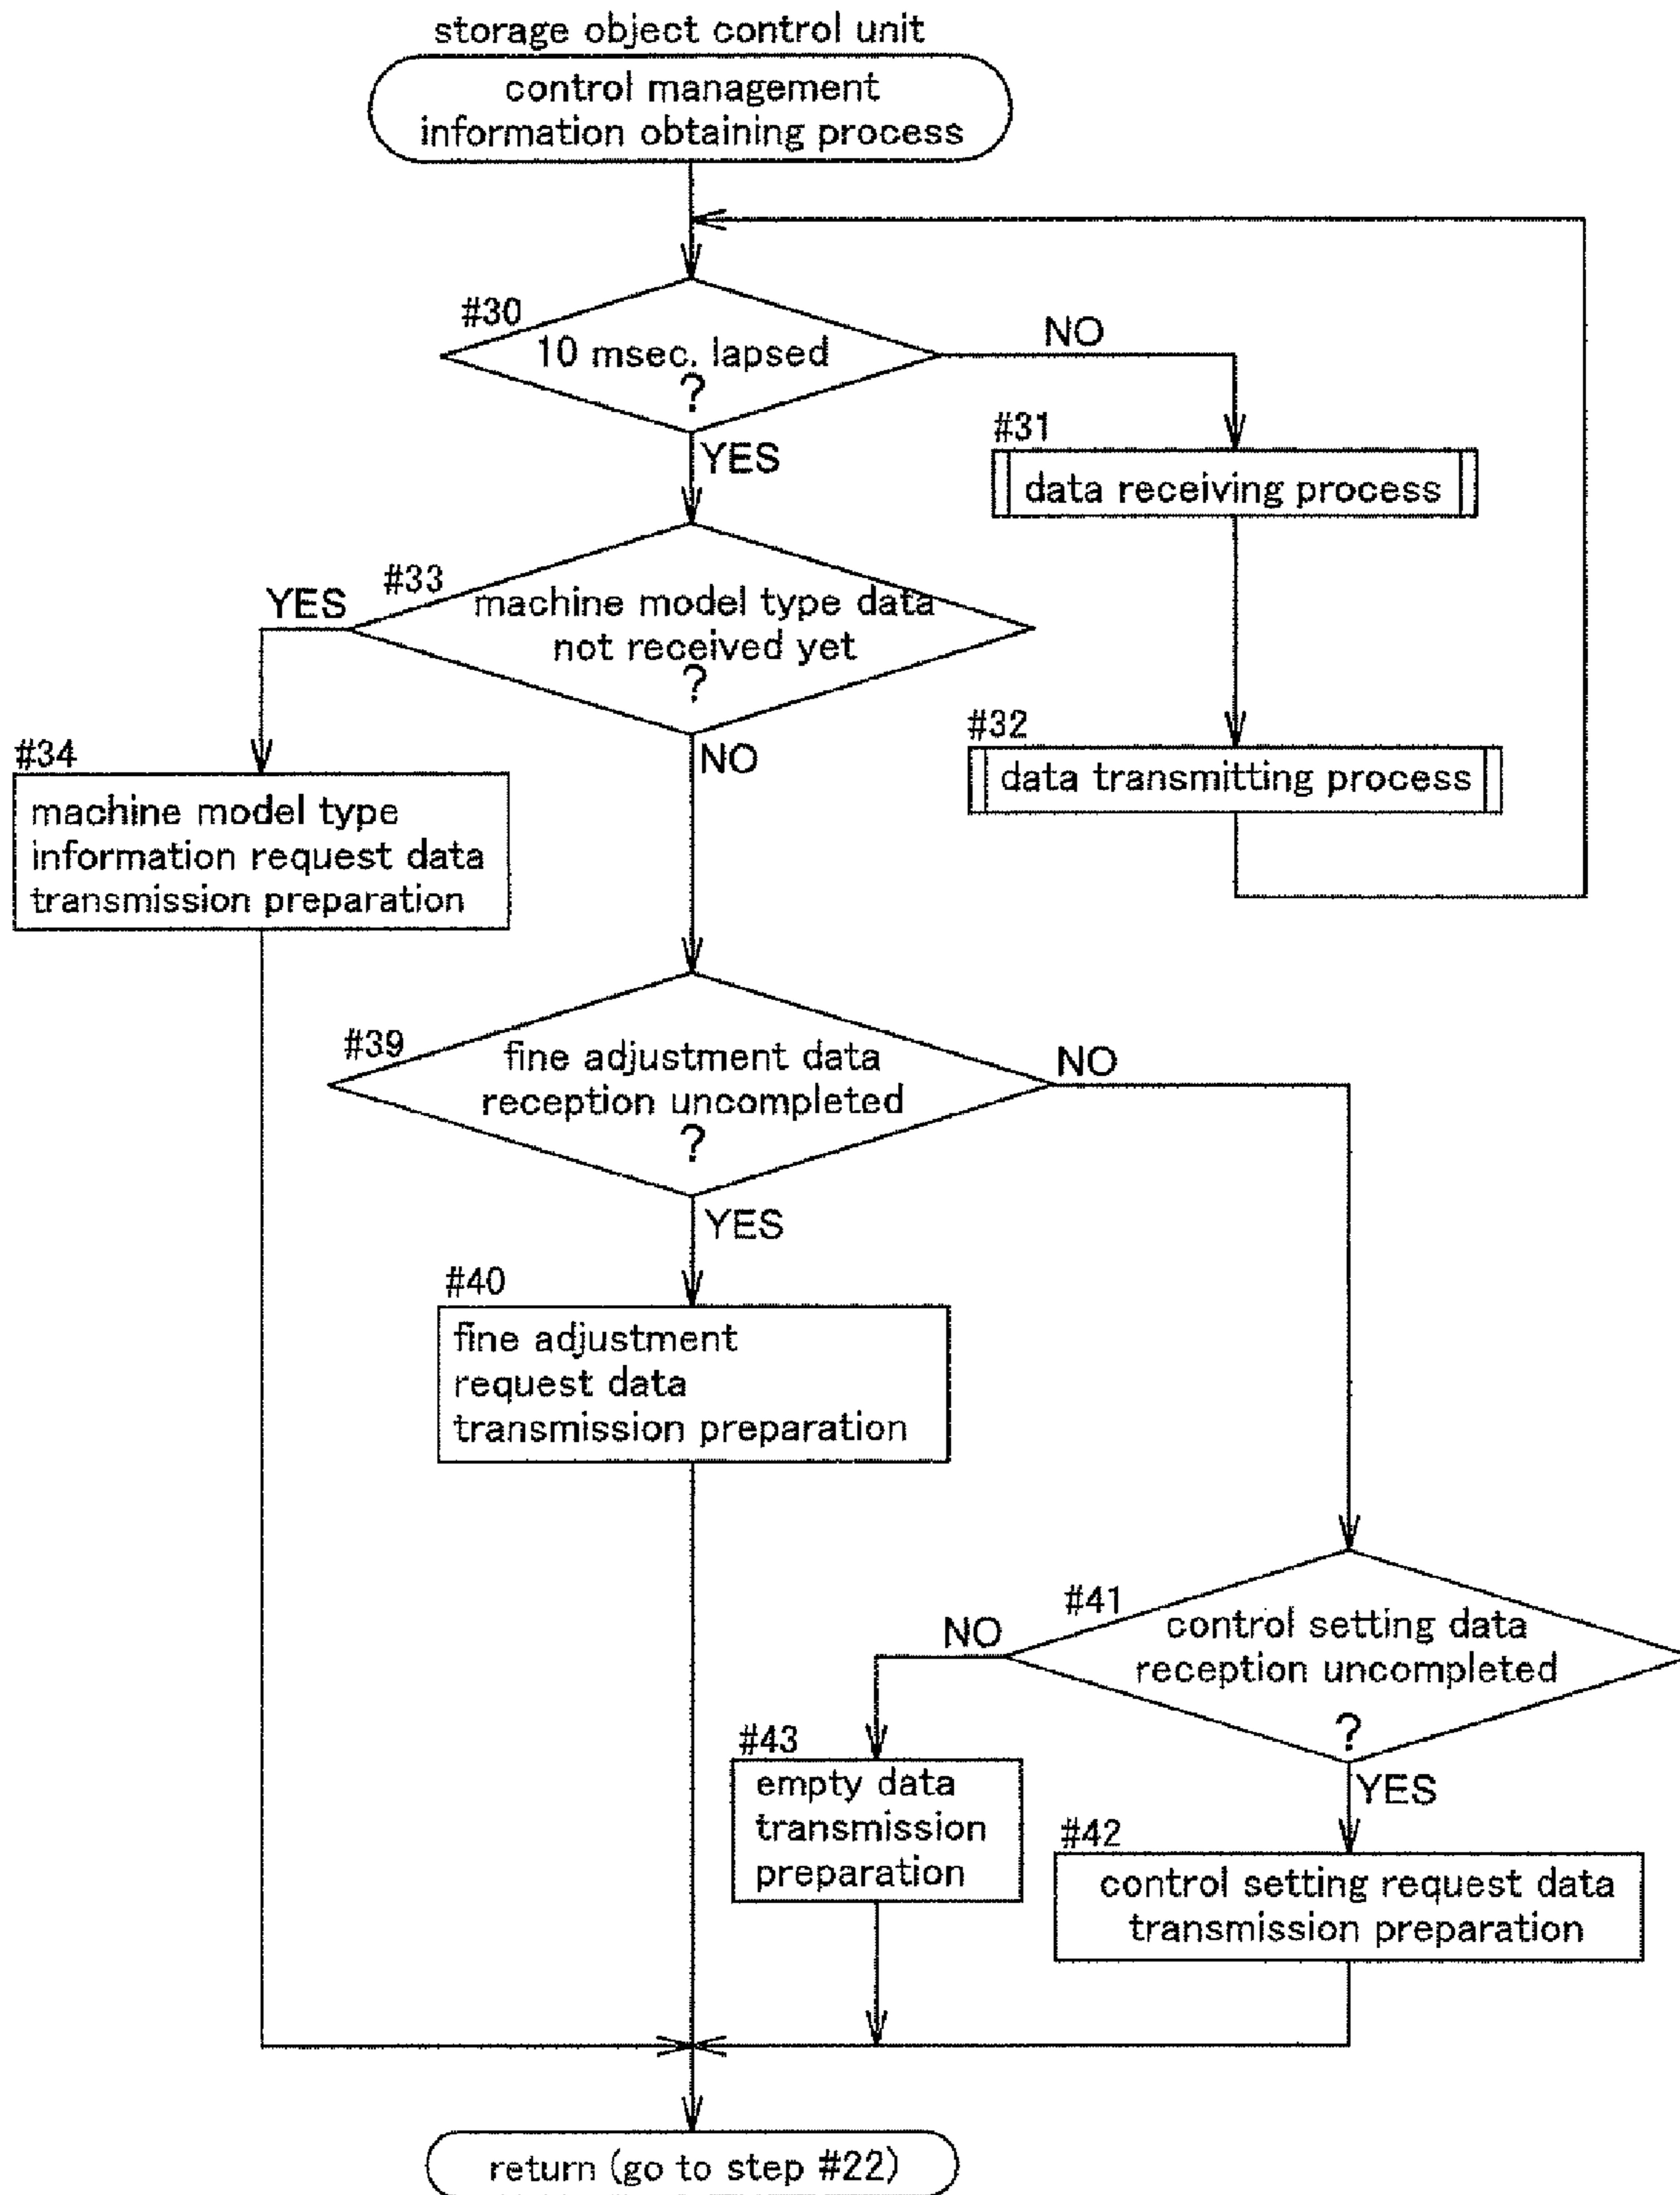 storage object control unit
control management
information obtaining process
#30
10 msec. lapsed
?
NO
YES
#31
data receiving process
#32
data transmitting process
#33
machine model type data
not received yet
?
YES
NO
#34
machine model type
information request data
transmission preparation
#39
fine adjustment data
reception uncompleted
?
NO
YES
#40
fine adjustment
request data
transmission preparation
#41
control setting data
reception uncompleted
?
NO
YES
#43
empty data
transmission
preparation
#42
control setting request data
transmission preparation
return (go to step #22)